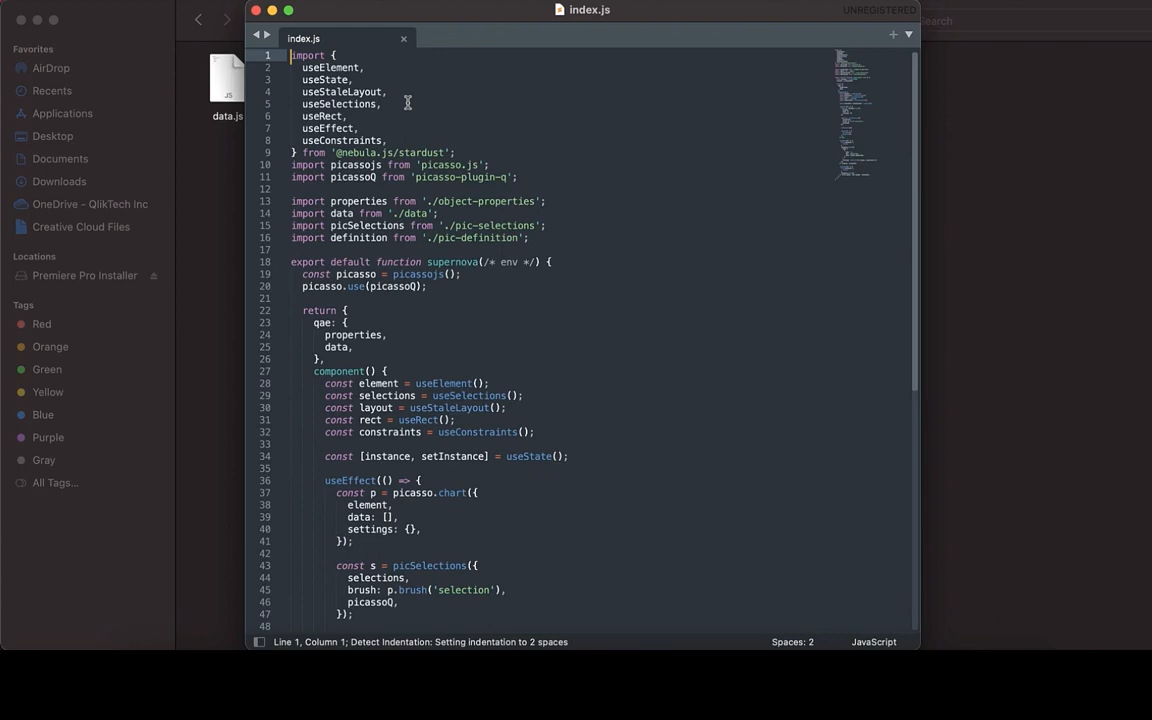 index.js
UNREGISTERED
Search
Favorites
AirDrop
Recents
Applications
Desktop
Documents
Downloads
OneDrive - QlikTech Inc
Creative Cloud Files
Locations
Premiere Pro Installer
Tags
Red
Orange
Green
Yellow
Blue
Purple
Gray
All Tags...
JS
data.js
index.js
1 import {
2 useElement,
3 useState,
4 useStaleLayout,
5 useSelections,
6 useRect,
7 useEffect,
8 useConstraints,
9 } from '@nebula.js/stardust';
10 import picassojs from 'picasso.js';
11 import picassoQ from 'picasso-plugin-q';
12
13 import properties from './object-properties';
14 import data from './data';
15 import picSelections from './pic-selections';
16 import definition from './pic-definition';
17
18 export default function supernova(/* env */) {
19 const picasso = picassojs();
20 picasso.use(picassoQ);
21
22 return {
23 qae: {
24 properties,
25 data,
26 },
27 component() {
28 const element = useElement();
29 const selections = useSelections();
30 const layout = useStaleLayout();
31 const rect = useRect();
32 const constraints = useConstraints();
33
34 const [instance, setInstance] = useState();
35
36 useEffect(() => {
37 const p = picasso.chart({
38 element,
39 data: [],
40 settings: {},
41 });
42
43 const s = picSelections({
44 selections,
45 brush: p.brush('selection'),
46 picassoQ,
47 });
48
Line 1, Column 1; Detect Indentation: Setting indentation to 2 spaces
Spaces: 2
JavaScript